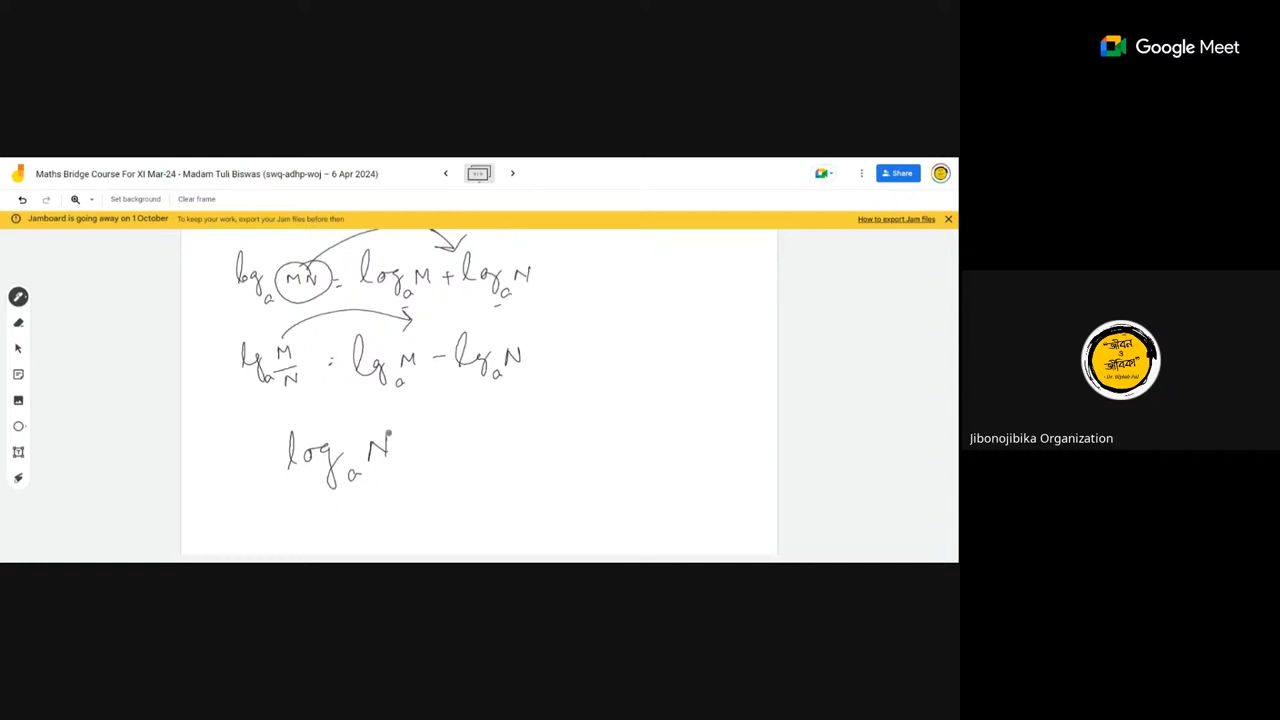 Google Meet
Maths Bridge Course For XI Mar-24 - Madam Tuli Biswas (swq-adhp-woj – 6 Apr 2024)
Share
Set background
Clear frame
Jamboard is going away on 1 October To keep your work, export your Jam files before then
How to export Jam files
log_a MN = log_a M + log_a N
log_a M/N = log_a M - log_a N
log_a N
"জীবন
ও
জীবিকা"
Jibonojibika Organization